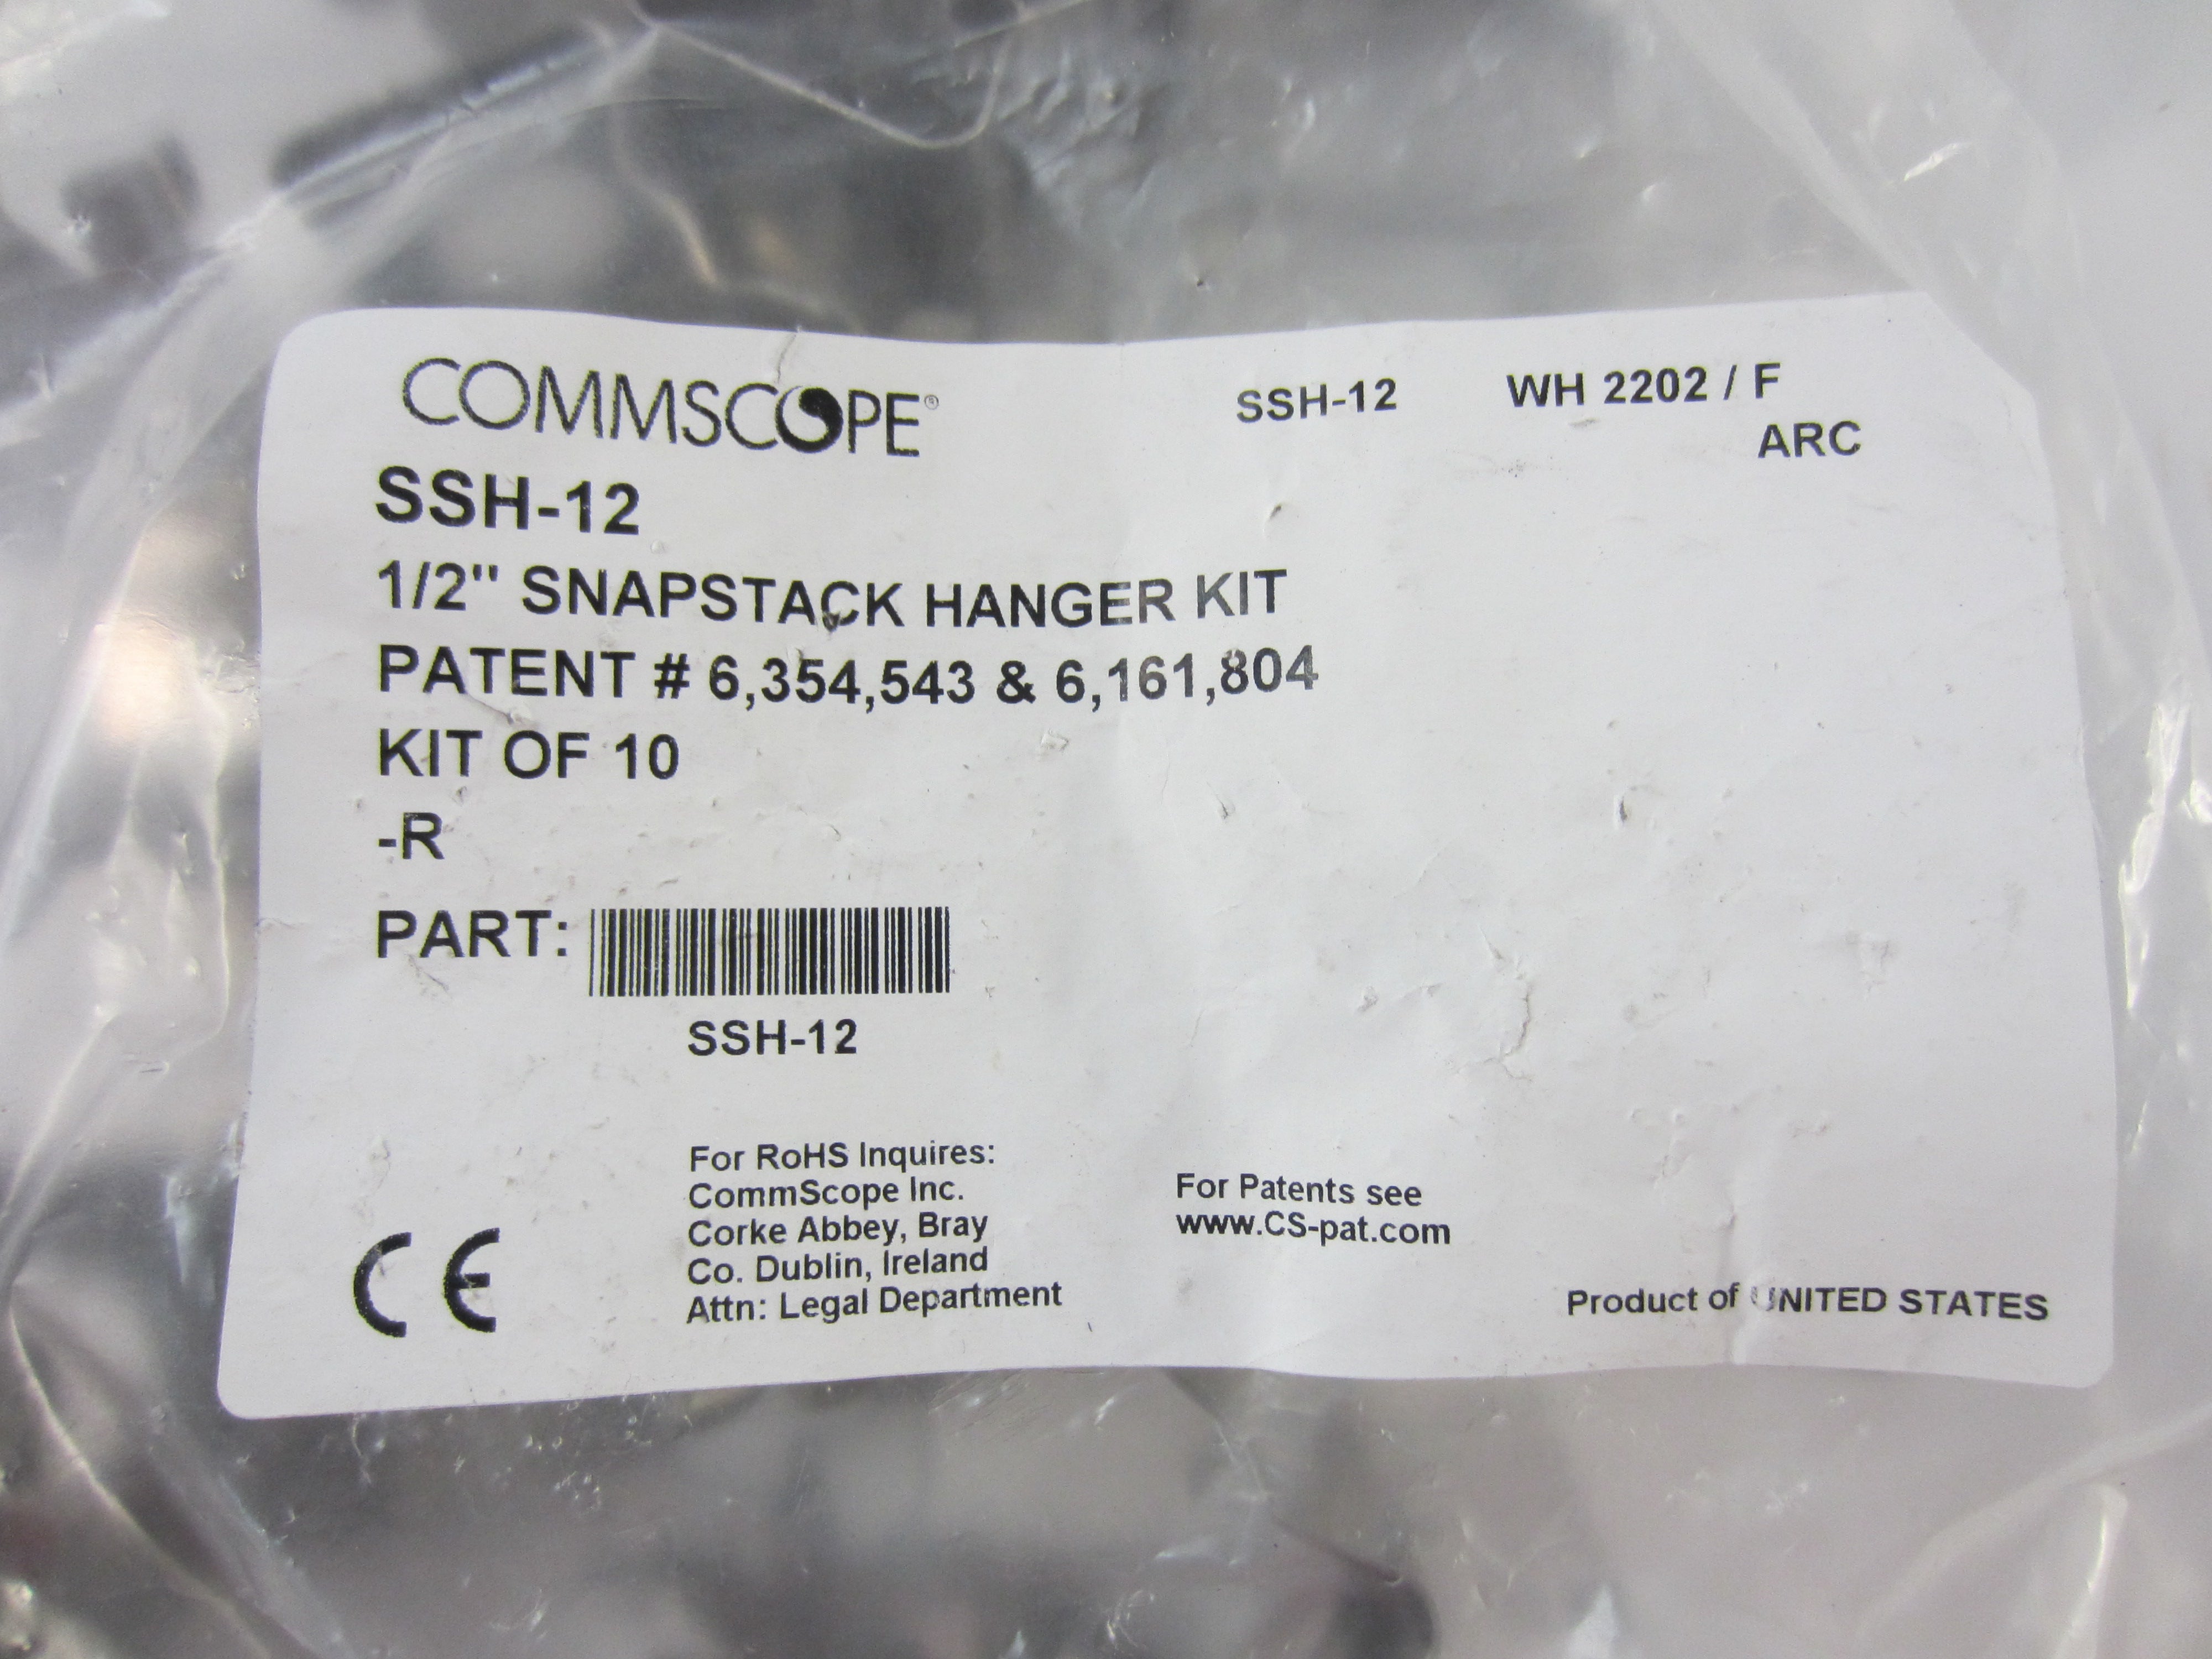 COMMSCOPE®
SSH-12 WH 2202 / F
ARC
SSH-12
1/2" SNAPSTACK HANGER KIT
PATENT # 6,354,543 & 6,161,804
KIT OF 10
-R
PART:
SSH-12
CE
For RoHS Inquires:
CommScope Inc.
Corke Abbey, Bray
Co. Dublin, Ireland
Attn: Legal Department
For Patents see
www.CS-pat.com
Product of UNITED STATES